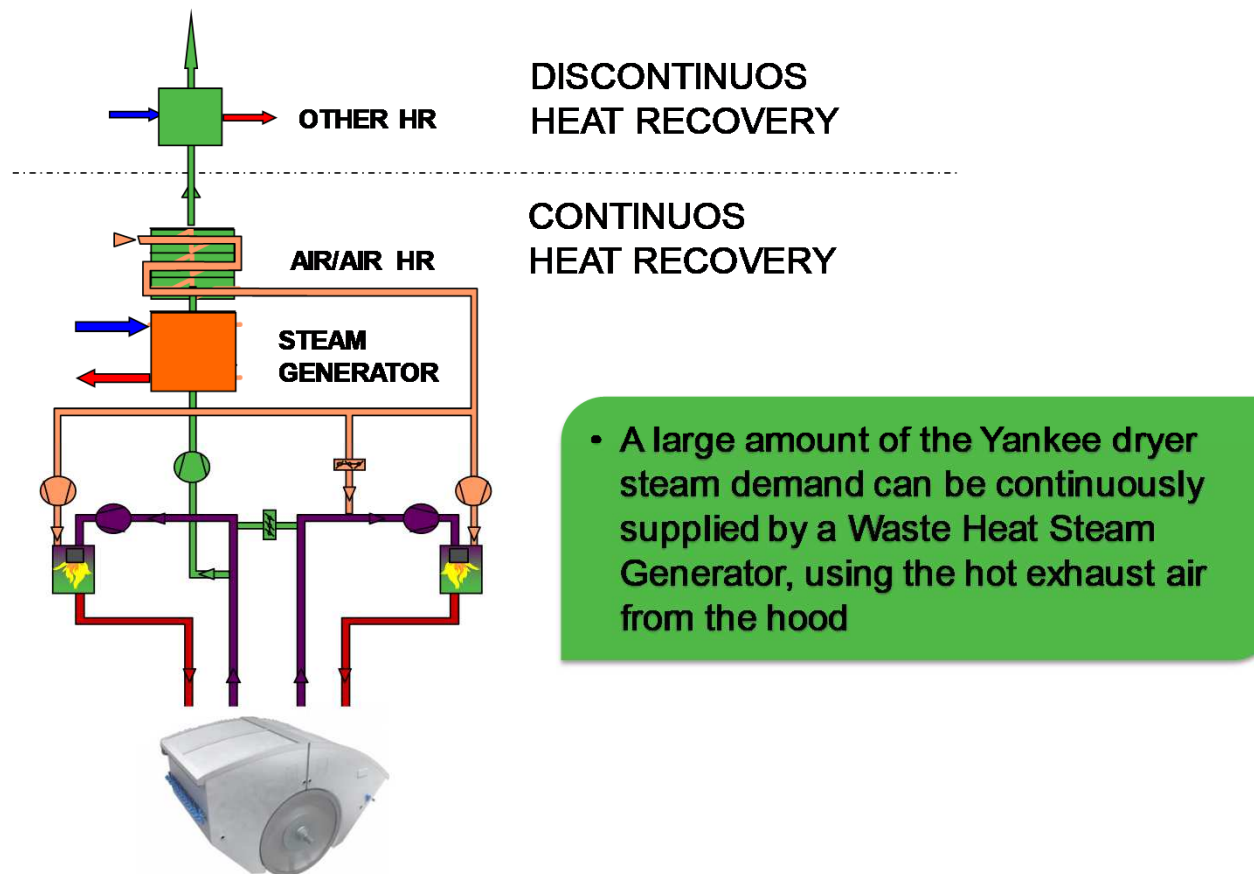 DISCONTINUOS
HEAT RECOVERY
OTHER HR
CONTINUOS
HEAT RECOVERY
AIR/AIR HR
STEAM
GENERATOR
• A large amount of the Yankee dryer
steam demand can be continuously
supplied by a Waste Heat Steam
Generator, using the hot exhaust air
from the hood